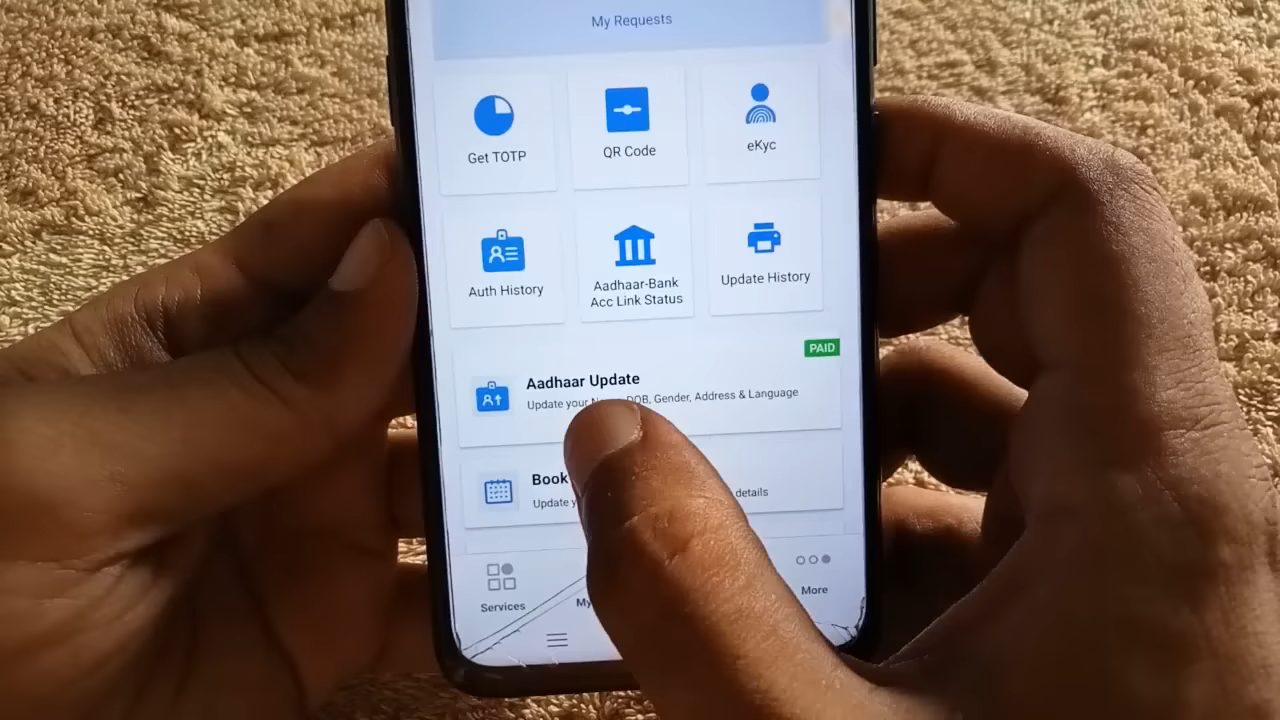 My Requests
Get TOTP
QR Code
eKyc
Auth History
Aadhaar-Bank
Acc Link Status
Update History
PAID
Aadhaar Update
Update your DOB, Gender, Address & Language
Book
Update details
Services
More